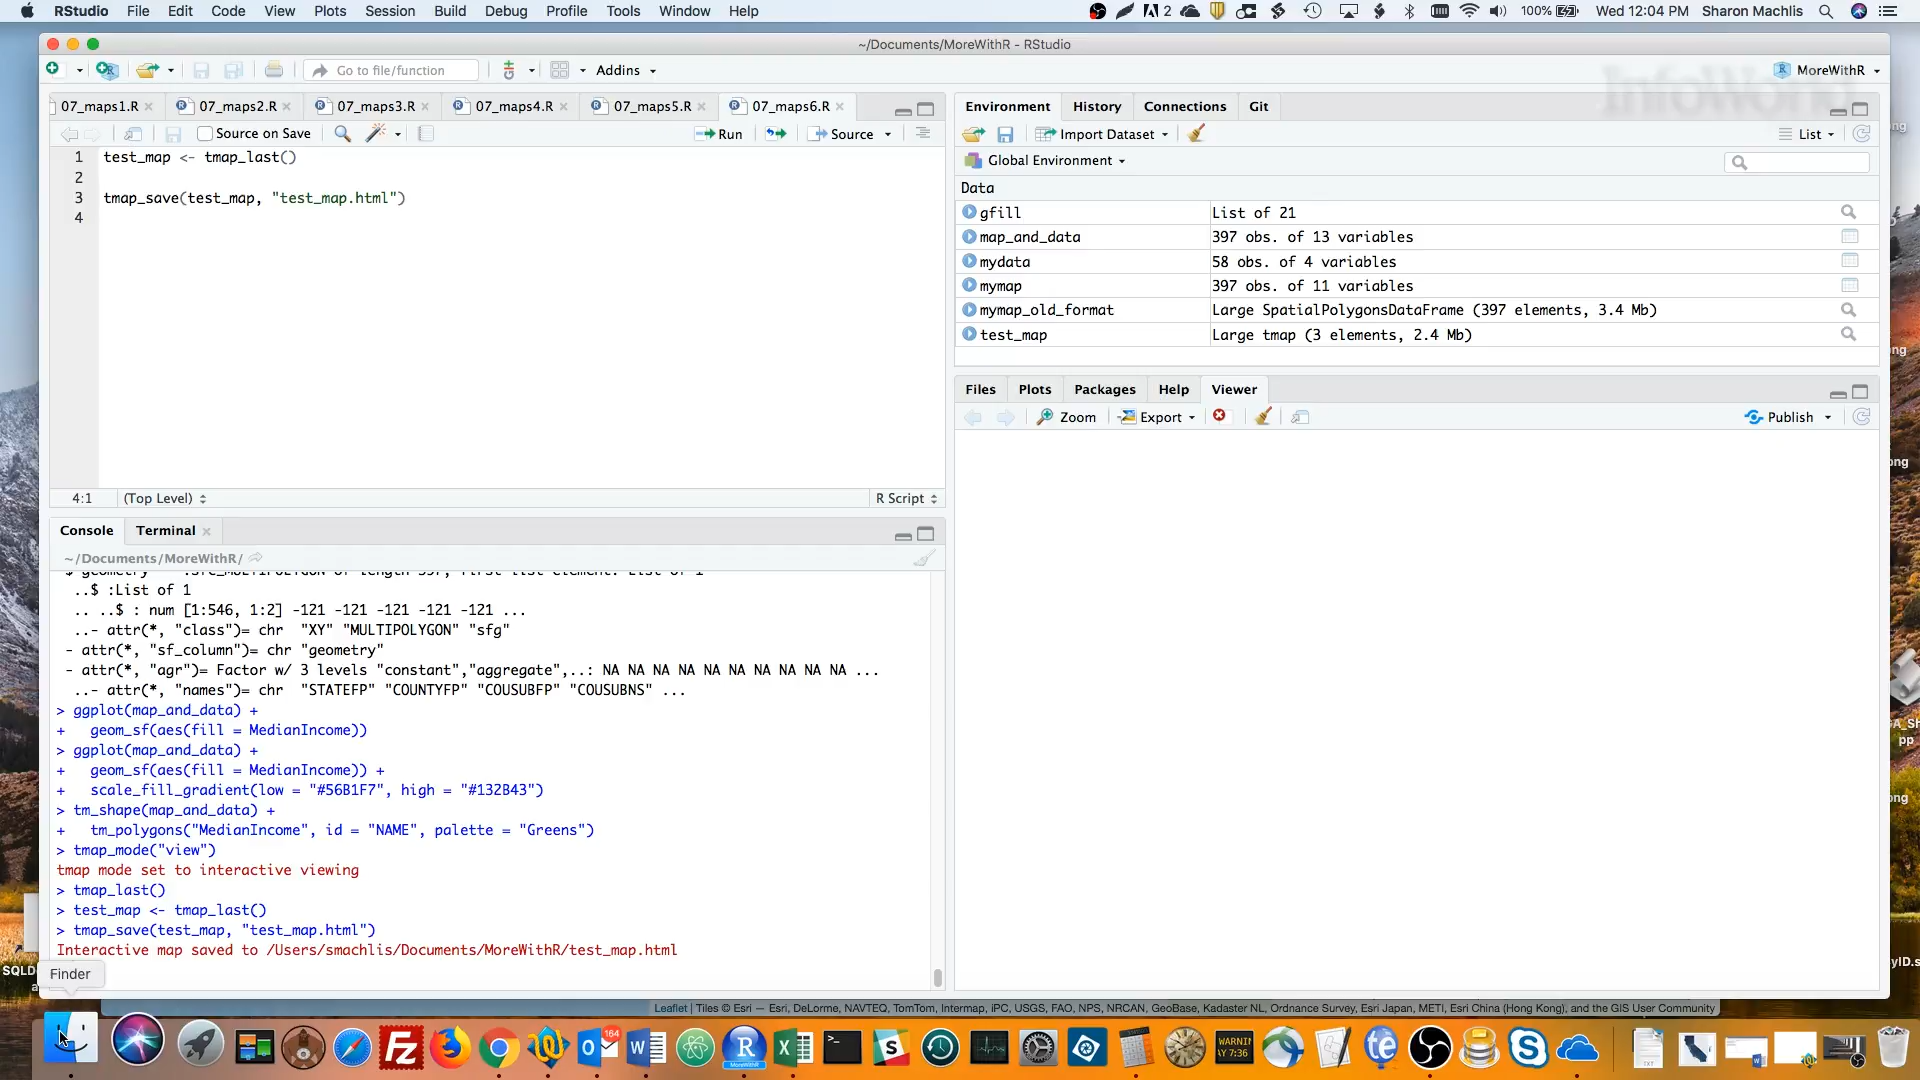 RStudio File Edit Code View Plots Session Build Debug Profile Tools Window Help
2
100%
Wed 12:04 PM Sharon Machlis
~/Documents/MoreWithR - RStudio
Go to file/function
Addins
MoreWithR
InfoWorld
07_maps1.R 07_maps2.R 07_maps3.R 07_maps4.R 07_maps5.R 07_maps6.R
Source on Save
Run
Source
1 test_map <- tmap_last()
2
3 tmap_save(test_map, "test_map.html")
4
4:1 (Top Level) R Script
Environment History Connections Git
Import Dataset
List
Global Environment
Data
gfill List of 21
map_and_data 397 obs. of 13 variables
mydata 58 obs. of 4 variables
mymap 397 obs. of 11 variables
mymap_old_format Large SpatialPolygonsDataFrame (397 elements, 3.4 Mb)
test_map Large tmap (3 elements, 2.4 Mb)
Files Plots Packages Help Viewer
Zoom Export Publish
Console Terminal
~/Documents/MoreWithR/
..$ :List of 1
.. ..$ : num [1:546, 1:2] -121 -121 -121 -121 -121 ...
..- attr(*, "class")= chr "XY" "MULTIPOLYGON" "sfg"
- attr(*, "sf_column")= chr "geometry"
- attr(*, "agr")= Factor w/ 3 levels "constant","aggregate",..: NA NA NA NA NA NA NA NA NA NA ...
..- attr(*, "names")= chr "STATEFP" "COUNTYFP" "COUSUBFP" "COUSUBNS" ...
> ggplot(map_and_data) +
+ geom_sf(aes(fill = MedianIncome))
> ggplot(map_and_data) +
+ geom_sf(aes(fill = MedianIncome)) +
+ scale_fill_gradient(low = "#56B1F7", high = "#132B43")
> tm_shape(map_and_data) +
+ tm_polygons("MedianIncome", id = "NAME", palette = "Greens")
> tmap_mode("view")
tmap mode set to interactive viewing
> tmap_last()
> test_map <- tmap_last()
> tmap_save(test_map, "test_map.html")
Interactive map saved to /Users/smachlis/Documents/MoreWithR/test_map.html
Finder
Leaflet | Tiles © Esri — Esri, DeLorme, NAVTEQ, TomTom, Intermap, iPC, USGS, FAO, NPS, NRCAN, GeoBase, Kadaster NL, Ordnance Survey, Esri Japan, METI, Esri China (Hong Kong), and the GIS User Community
164